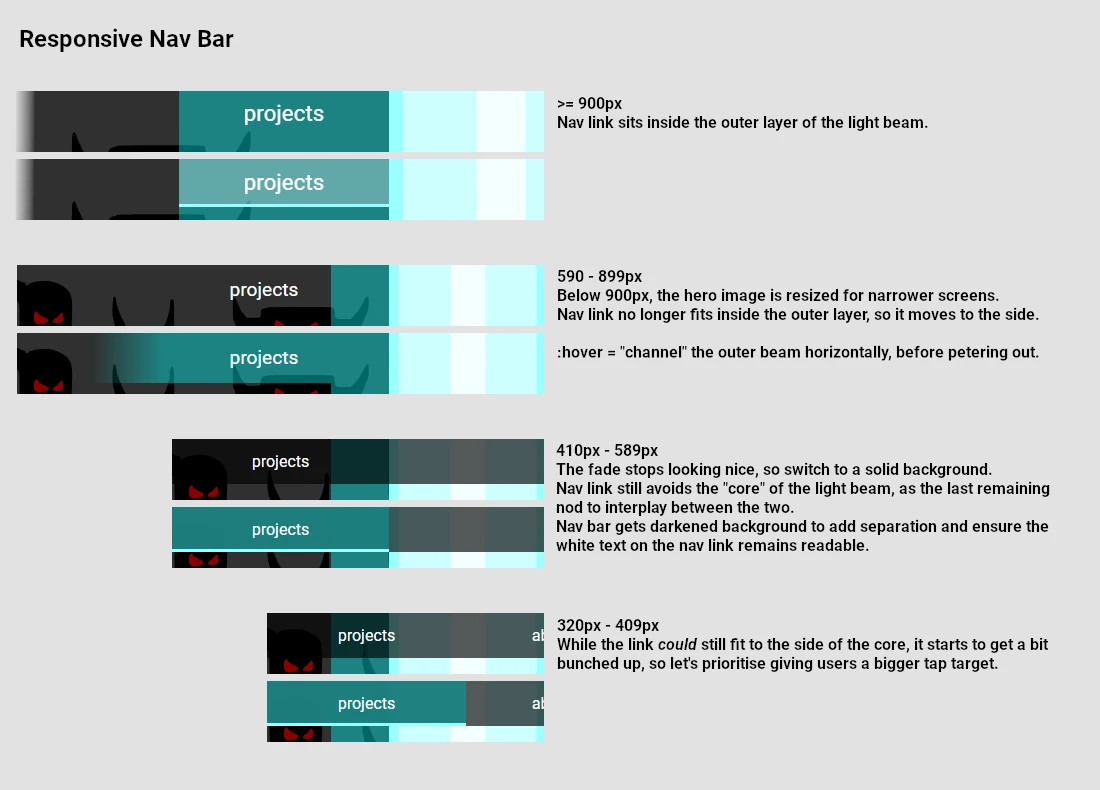 Responsive Nav Bar
projects
>= 900px
Nav link sits inside the outer layer of the light beam.
projects
projects
590 - 899px
Below 900px, the hero image is resized for narrower screens.
Nav link no longer fits inside the outer layer, so it moves to the side.
projects
:hover = "channel" the outer beam horizontally, before petering out.
projects
410px - 589px
The fade stops looking nice, so switch to a solid background.
Nav link still avoids the "core" of the light beam, as the last remaining
nod to interplay between the two.
Nav bar gets darkened background to add separation and ensure the
white text on the nav link remains readable.
projects
projects ab
320px - 409px
While the link could still fit to the side of the core, it starts to get a bit
bunched up, so let's prioritise giving users a bigger tap target.
projects ab